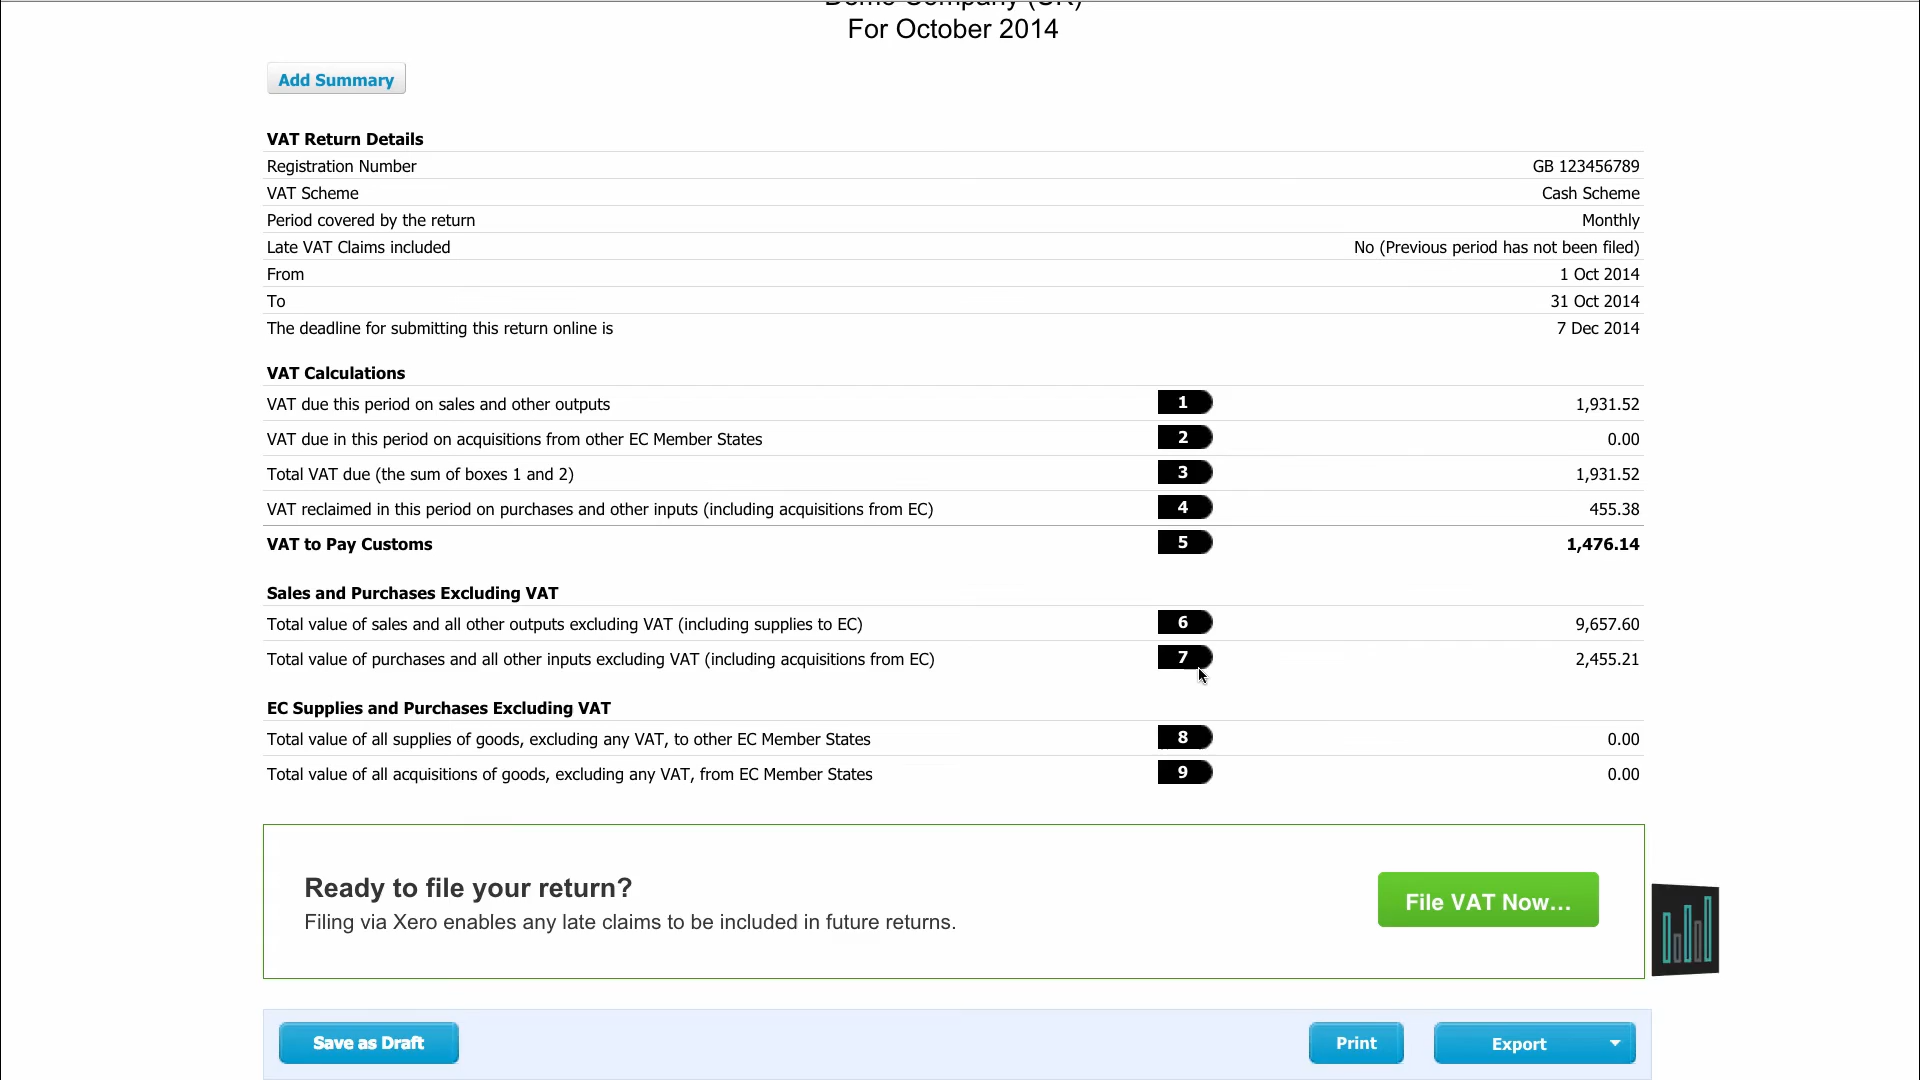 Demo Company (UK)
For October 2014
Add Summary
VAT Return Details
Registration Number GB 123456789
VAT Scheme Cash Scheme
Period covered by the return Monthly
Late VAT Claims included No (Previous period has not been filed)
From 1 Oct 2014
To 31 Oct 2014
The deadline for submitting this return online is 7 Dec 2014
VAT Calculations
VAT due this period on sales and other outputs 1 1,931.52
VAT due in this period on acquisitions from other EC Member States 2 0.00
Total VAT due (the sum of boxes 1 and 2) 3 1,931.52
VAT reclaimed in this period on purchases and other inputs (including acquisitions from EC) 4 455.38
VAT to Pay Customs 5 1,476.14
Sales and Purchases Excluding VAT
Total value of sales and all other outputs excluding VAT (including supplies to EC) 6 9,657.60
Total value of purchases and all other inputs excluding VAT (including acquisitions from EC) 7 2,455.21
EC Supplies and Purchases Excluding VAT
Total value of all supplies of goods, excluding any VAT, to other EC Member States 8 0.00
Total value of all acquisitions of goods, excluding any VAT, from EC Member States 9 0.00
Ready to file your return?
Filing via Xero enables any late claims to be included in future returns.
File VAT Now...
Save as Draft Print Export